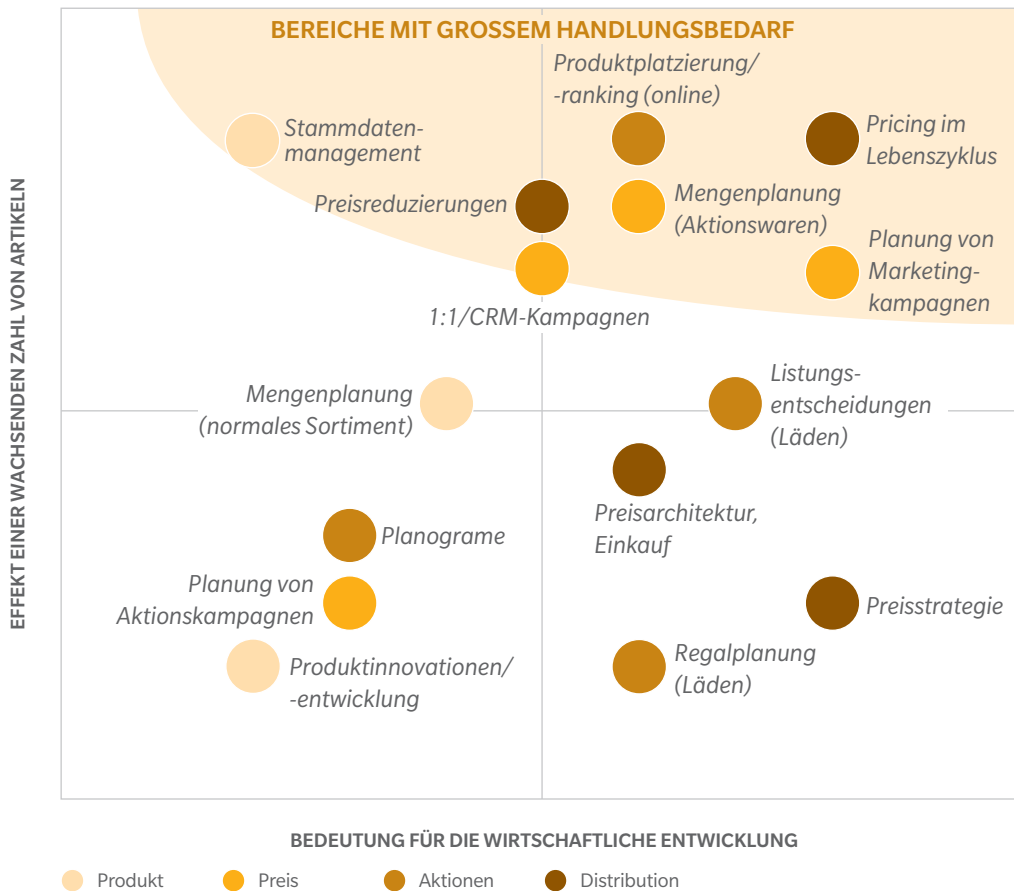 BEREICHE MIT GROSSEM HANDLUNGSBEDARF
Produktplatzierung/
-ranking (online)
Stammdaten-
management
Pricing im
Lebenszyklus
Preisreduzierungen
Mengenplanung
(Aktionswaren)
Planung von
Marketing-
kampagnen
1:1/CRM-Kampagnen
Mengenplanung
(normales Sortiment)
Listungs-
entscheidungen
(Läden)
Preisarchitektur,
Einkauf
Planograme
Planung von
Aktionskampagnen
Preisstrategie
Produktinnovationen/
-entwicklung
Regalplanung
(Läden)
EFFEKT EINER WACHSENDEN ZAHL VON ARTIKELN
BEDEUTUNG FÜR DIE WIRTSCHAFTLICHE ENTWICKLUNG
Produkt
Preis
Aktionen
Distribution